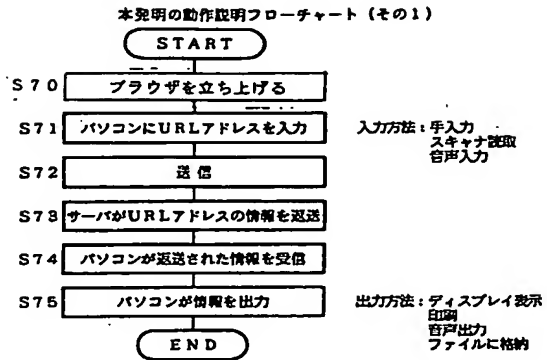 本発明の動作説明フローチャート（その１）
ＳＴＡＲＴ
Ｓ７０ ブラウザを立ち上げる
Ｓ７１ パソコンにＵＲＬアドレスを入力 入力方法：手入力
スキャナ読取
音声入力
Ｓ７２ 送信
Ｓ７３ サーバがＵＲＬアドレスの情報を返送
Ｓ７４ パソコンが返送された情報を受信
Ｓ７５ パソコンが情報を出力 出力方法：ディスプレイ表示
印刷
音声出力
ファイルに格納
ＥＮＤ